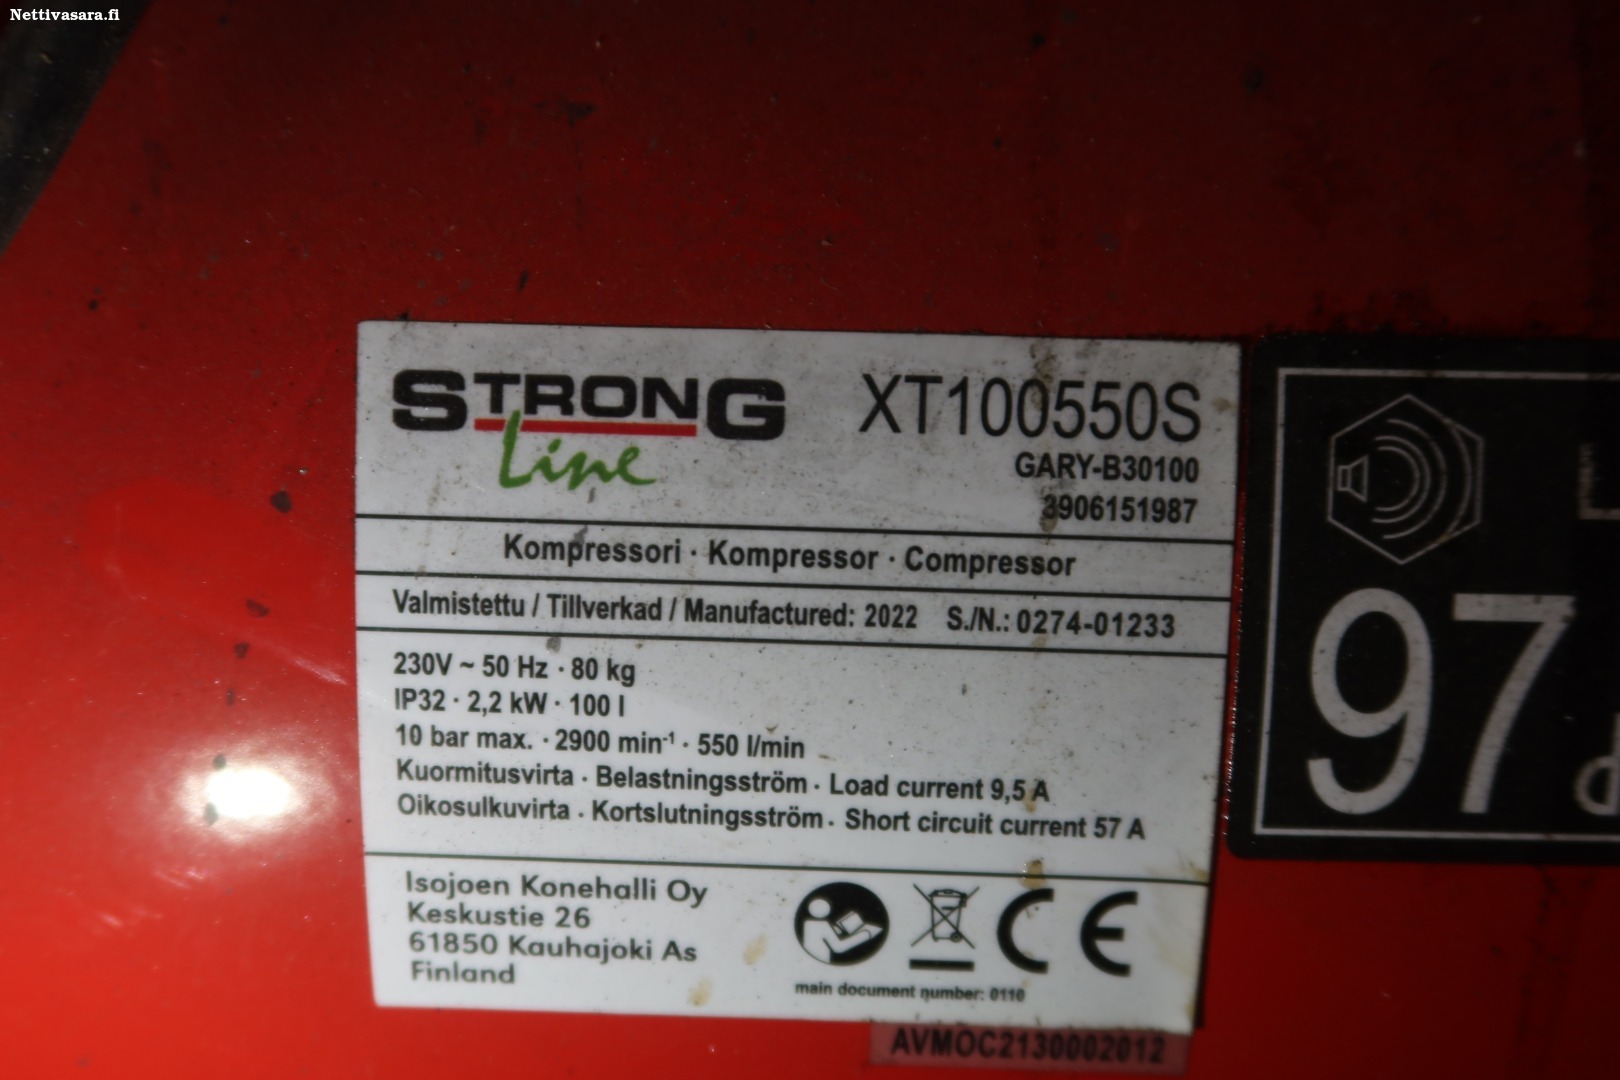 Nettivasara.fi
STRONG
Line
XT100550S
GARY-B30100
3906151987
Kompressori · Kompressor · Compressor
Valmistettu / Tillverkad / Manufactured: 2022 S./N.: 0274-01233
230V ~ 50 Hz · 80 kg
IP32 · 2,2 kW · 100 l
10 bar max. · 2900 min⁻¹ · 550 l/min
Kuormitusvirta · Belastningsström · Load current 9,5 A
Oikosulkuvirta · Kortslutningsström · Short circuit current 57 A
Isojoen Konehalli Oy
Keskustie 26
61850 Kauhajoki As
Finland
CE
main document number: 0110
AVMOC2130002012
97